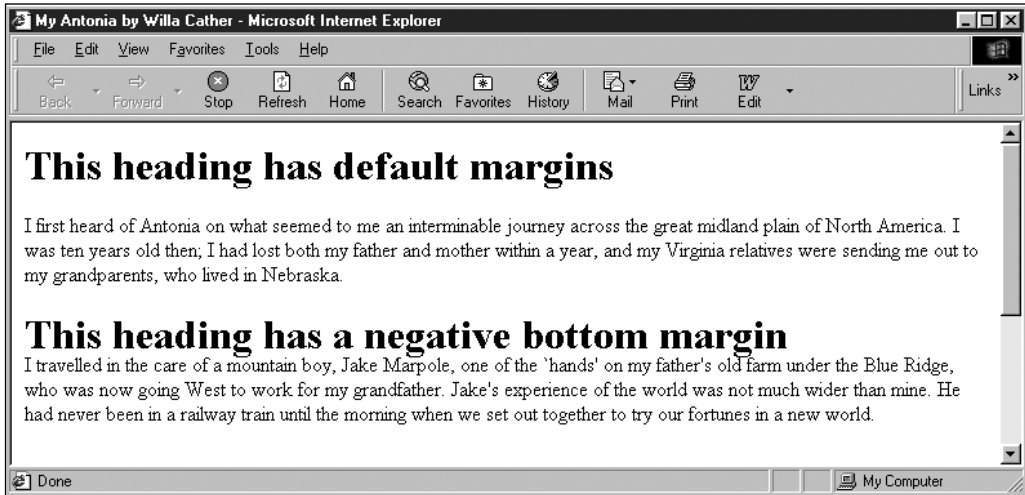 My Antonia by Willa Cather - Microsoft Internet Explorer
File Edit View Favorites Tools Help
Back Forward Stop Refresh Home Search Favorites History Mail Print Edit Links »
This heading has default margins
I first heard of Antonia on what seemed to me an interminable journey across the great midland plain of North America. I
was ten years old then; I had lost both my father and mother within a year, and my Virginia relatives were sending me out to
my grandparents, who lived in Nebraska.
This heading has a negative bottom margin
I travelled in the care of a mountain boy, Jake Marpole, one of the `hands' on my father's old farm under the Blue Ridge,
who was now going West to work for my grandfather. Jake's experience of the world was not much wider than mine. He
had never been in a railway train until the morning when we set out together to try our fortunes in a new world.
Done My Computer